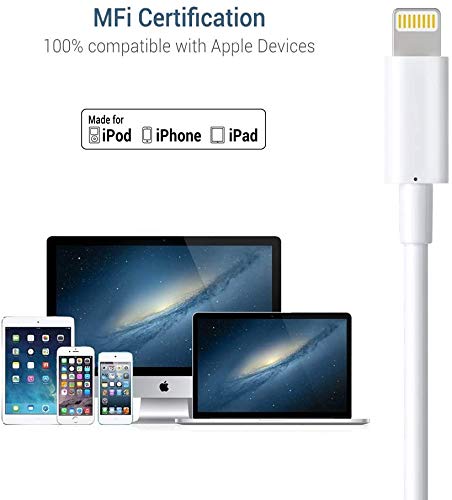 MFi Certification
100% compatible with Apple Devices
Made for
iPod iPhone iPad